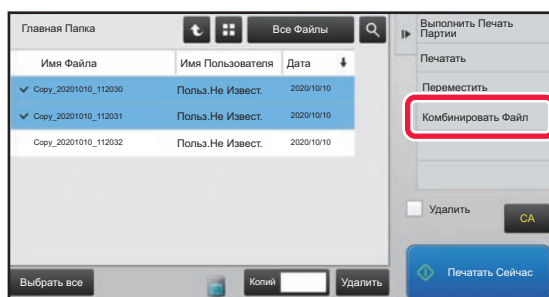 Главная Папка
Все Файлы
Имя Файла Имя Пользователя Дата
Copy_20201010_112030 Польз.Не Извест. 2020/10/10
Copy_20201010_112031 Польз.Не Извест. 2020/10/10
Copy_20201010_112032 Польз.Не Извест. 2020/10/10
Выбрать все
Копий
Удалить
Выполнить Печать
Партии
Печатать
Переместить
Комбинировать Файл
Удалить
CA
Печатать Сейчас